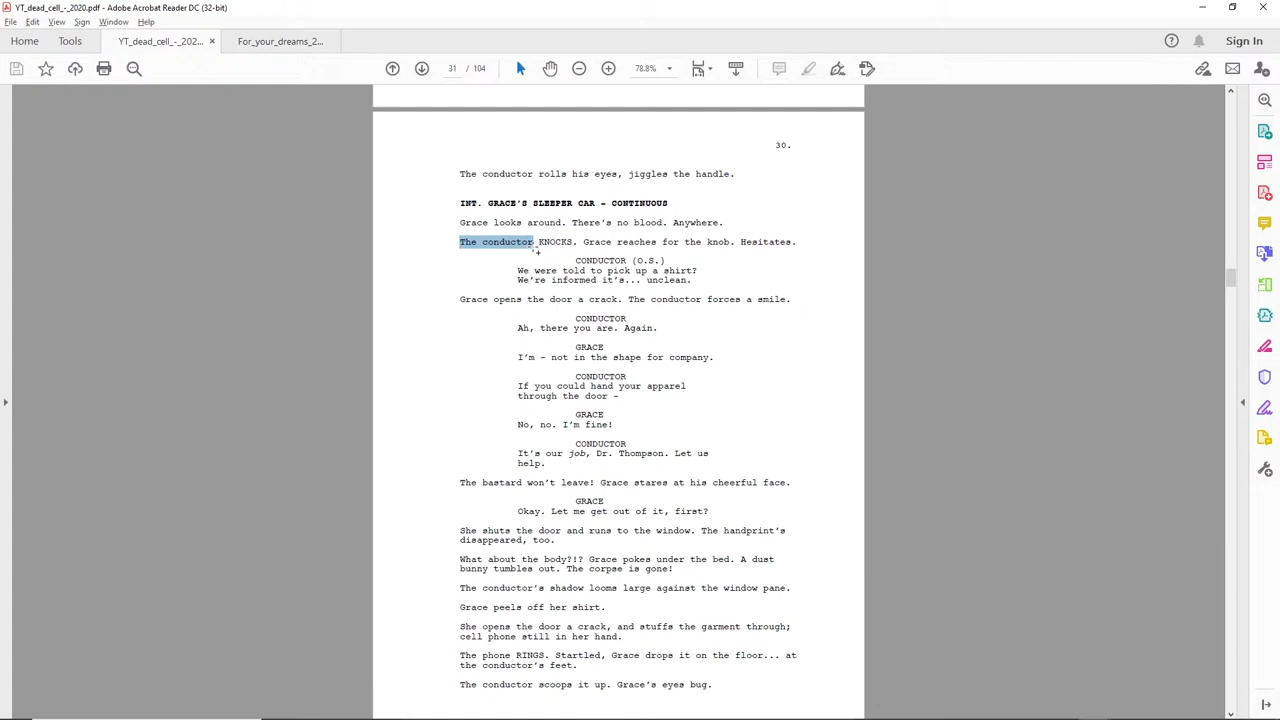 YT_dead_cell_-_2020.pdf - Adobe Acrobat Reader DC (32-bit)
File Edit View Sign Window Help
Home Tools YT_dead_cell_-_202... × For_your_dreams_2... Sign In
31 / 104 78.8%
30.
The conductor rolls his eyes, jiggles the handle.
INT. GRACE'S SLEEPER CAR – CONTINUOUS
Grace looks around. There's no blood. Anywhere.
The conductor KNOCKS. Grace reaches for the knob. Hesitates.
CONDUCTOR (O.S.)
We were told to pick up a shirt?
We're informed it's... unclean.
Grace opens the door a crack. The conductor forces a smile.
CONDUCTOR
Ah, there you are. Again.
GRACE
I'm – not in the shape for company.
CONDUCTOR
If you could hand your apparel
through the door –
GRACE
No, no. I'm fine!
CONDUCTOR
It's our job, Dr. Thompson. Let us
help.
The bastard won't leave! Grace stares at his cheerful face.
GRACE
Okay. Let me get out of it, first?
She shuts the door and runs to the window. The handprint's
disappeared, too.
What about the body?!? Grace pokes under the bed. A dust
bunny tumbles out. The corpse is gone!
The conductor's shadow looms large against the window pane.
Grace peels off her shirt.
She opens the door a crack, and stuffs the garment through;
cell phone still in her hand.
The phone RINGS. Startled, Grace drops it on the floor... at
the conductor's feet.
The conductor scoops it up. Grace's eyes bug.